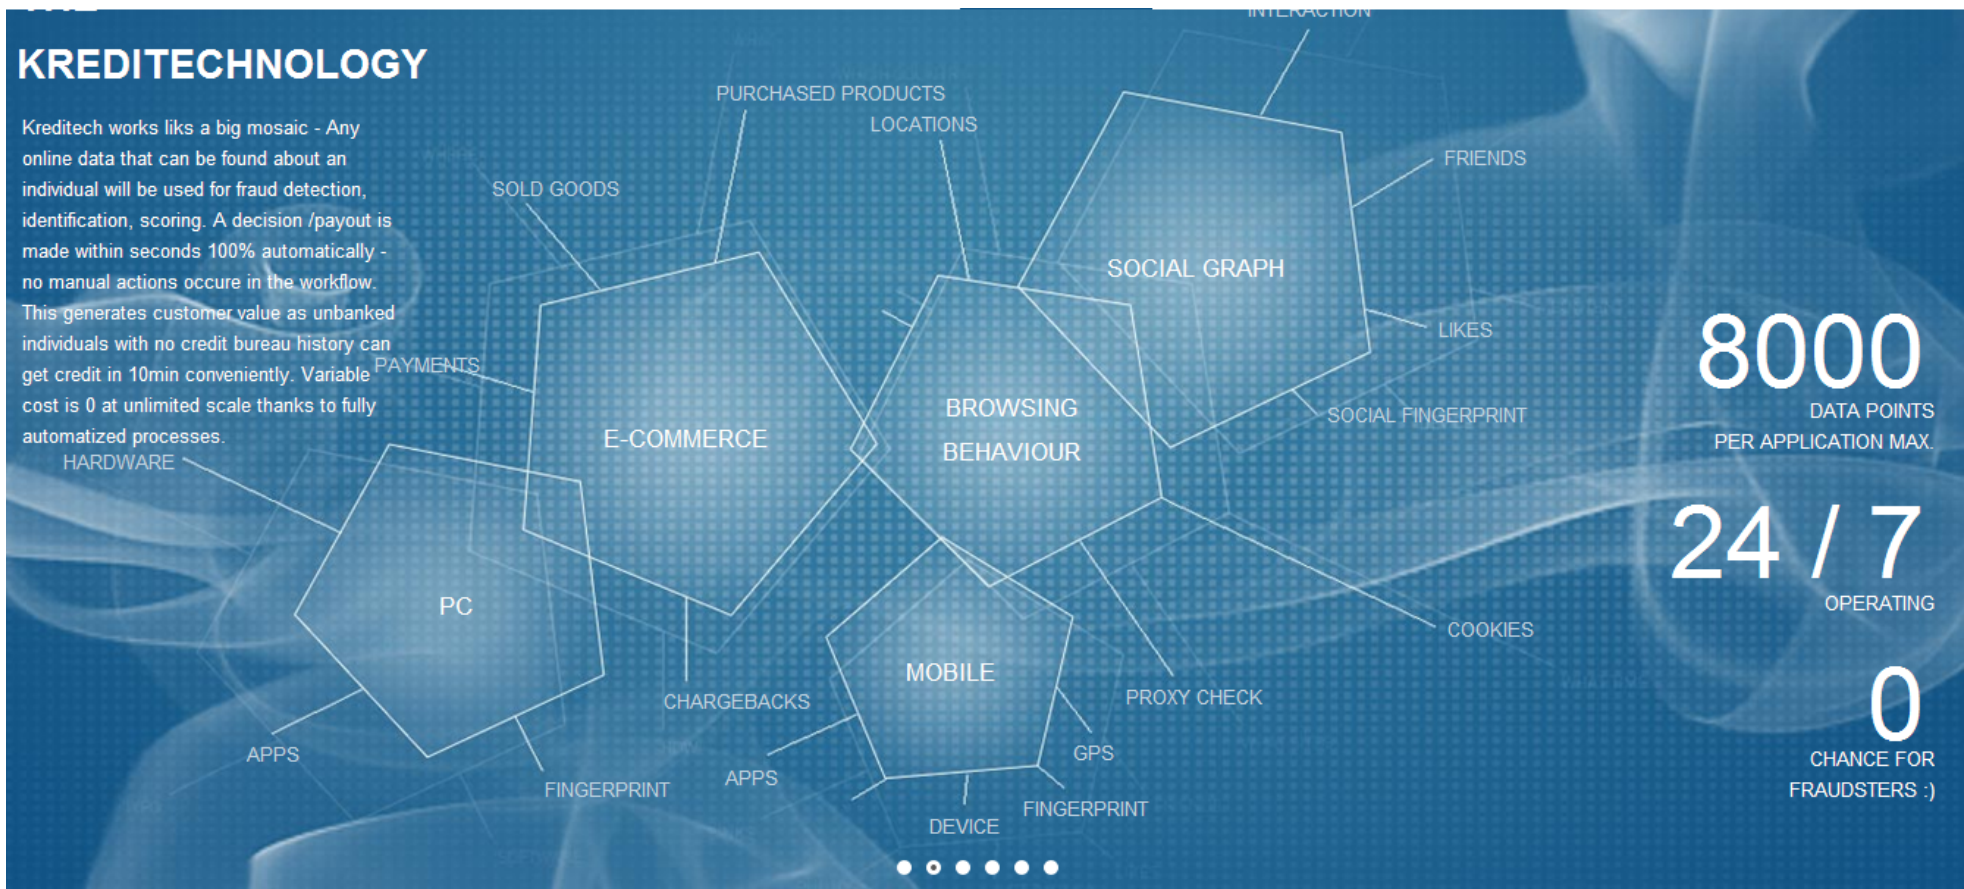 KREDITECHNOLOGY
Kreditech works liks a big mosaic - Any
online data that can be found about an
individual will be used for fraud detection,
identification, scoring. A decision /payout is
made within seconds 100% automatically -
no manual actions occure in the workflow.
This generates customer value as unbanked
individuals with no credit bureau history can
get credit in 10min conveniently. Variable
cost is 0 at unlimited scale thanks to fully
automatized processes.
INTERACTION
PURCHASED PRODUCTS
LOCATIONS
FRIENDS
SOLD GOODS
SOCIAL GRAPH
LIKES
PAYMENTS
SOCIAL FINGERPRINT
BROWSING
BEHAVIOUR
E-COMMERCE
HARDWARE
PC
COOKIES
MOBILE
PROXY CHECK
CHARGEBACKS
GPS
APPS
APPS
FINGERPRINT
FINGERPRINT
DEVICE
8000
DATA POINTS
PER APPLICATION MAX.
24 / 7
OPERATING
0
CHANCE FOR
FRAUDSTERS :)